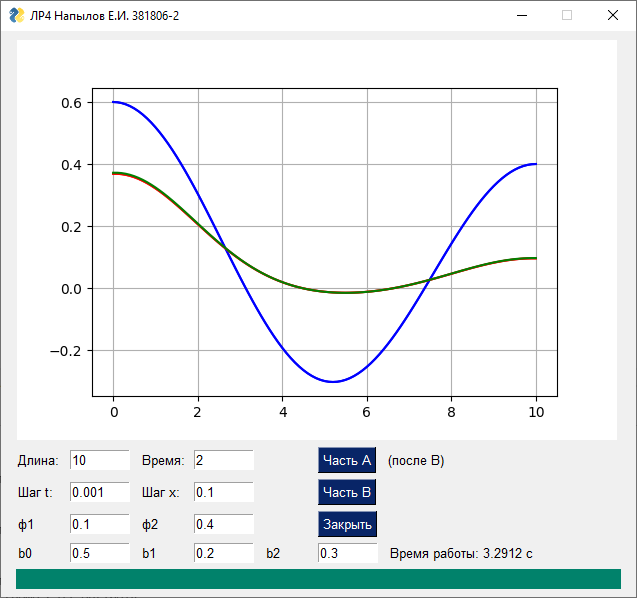 ЛР4 Напылов Е.И. 381806-2
0.6
0.4
0.2
0.0
−0.2
0 2 4 6 8 10
Длина: 10 Время: 2 Часть А (после В)
Шаг t: 0.001 Шаг x: 0.1 Часть В
ф1 0.1 ф2 0.4 Закрыть
b0 0.5 b1 0.2 b2 0.3 Время работы: 3.2912 с